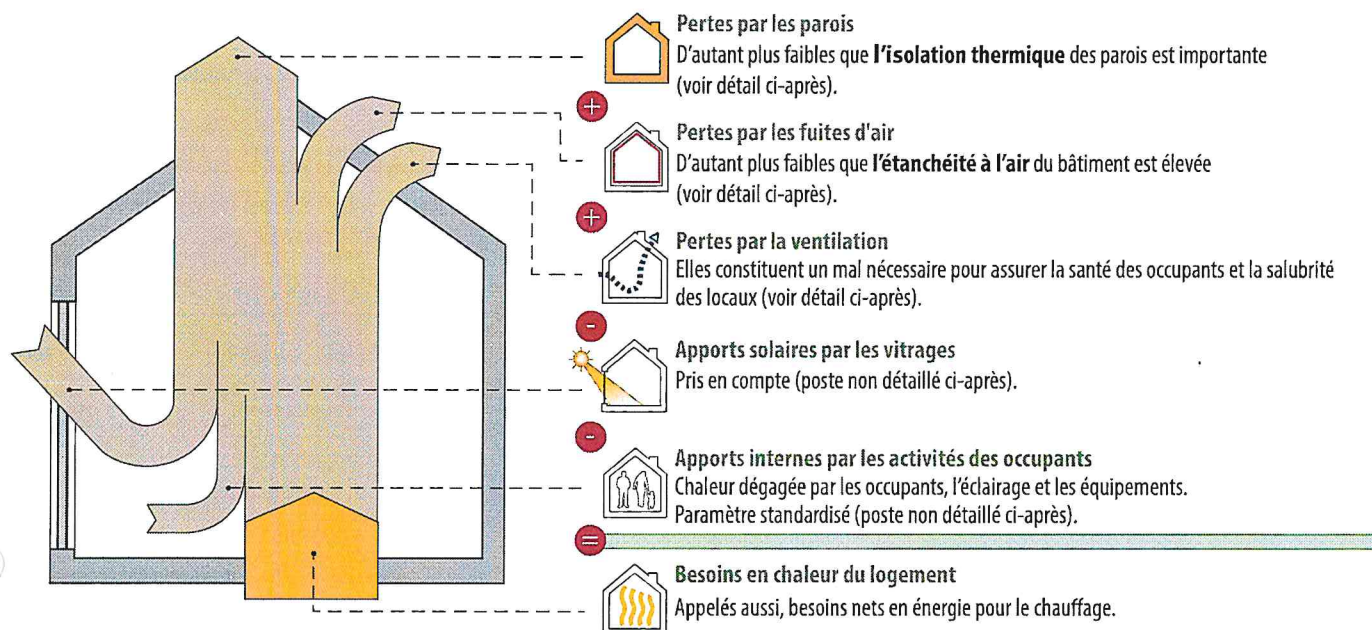 Pertes par les parois
D'autant plus faibles que l'isolation thermique des parois est importante
(voir détail ci-après).
+
Pertes par les fuites d'air
D'autant plus faibles que l'étanchéité à l'air du bâtiment est élevée
(voir détail ci-après).
+
Pertes par la ventilation
Elles constituent un mal nécessaire pour assurer la santé des occupants et la salubrité
des locaux (voir détail ci-après).
-
Apports solaires par les vitrages
Pris en compte (poste non détaillé ci-après).
-
Apports internes par les activités des occupants
Chaleur dégagée par les occupants, l'éclairage et les équipements.
Paramètre standardisé (poste non détaillé ci-après).
=
Besoins en chaleur du logement
Appelés aussi, besoins nets en énergie pour le chauffage.